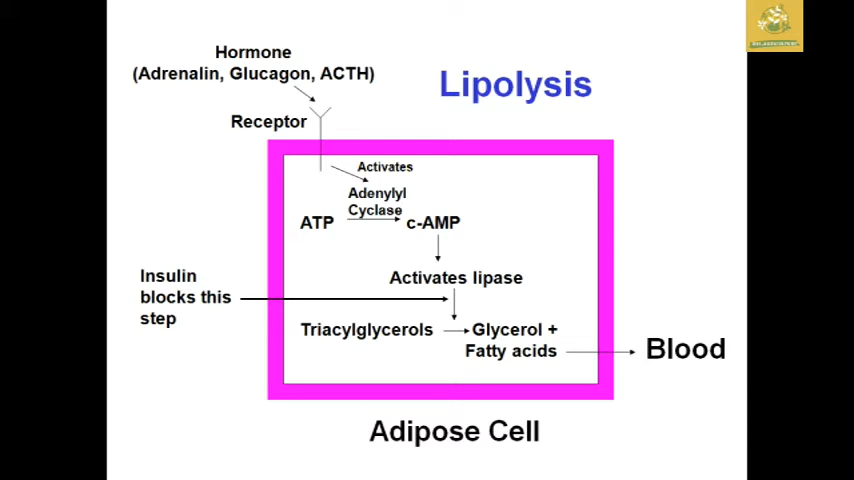 Hormone
(Adrenalin, Glucagon, ACTH)
Lipolysis
Receptor
Activates
Adenylyl
Cyclase
ATP
c-AMP
Activates lipase
Insulin
blocks this
step
Triacylglycerols
Glycerol +
Fatty acids
Blood
Adipose Cell